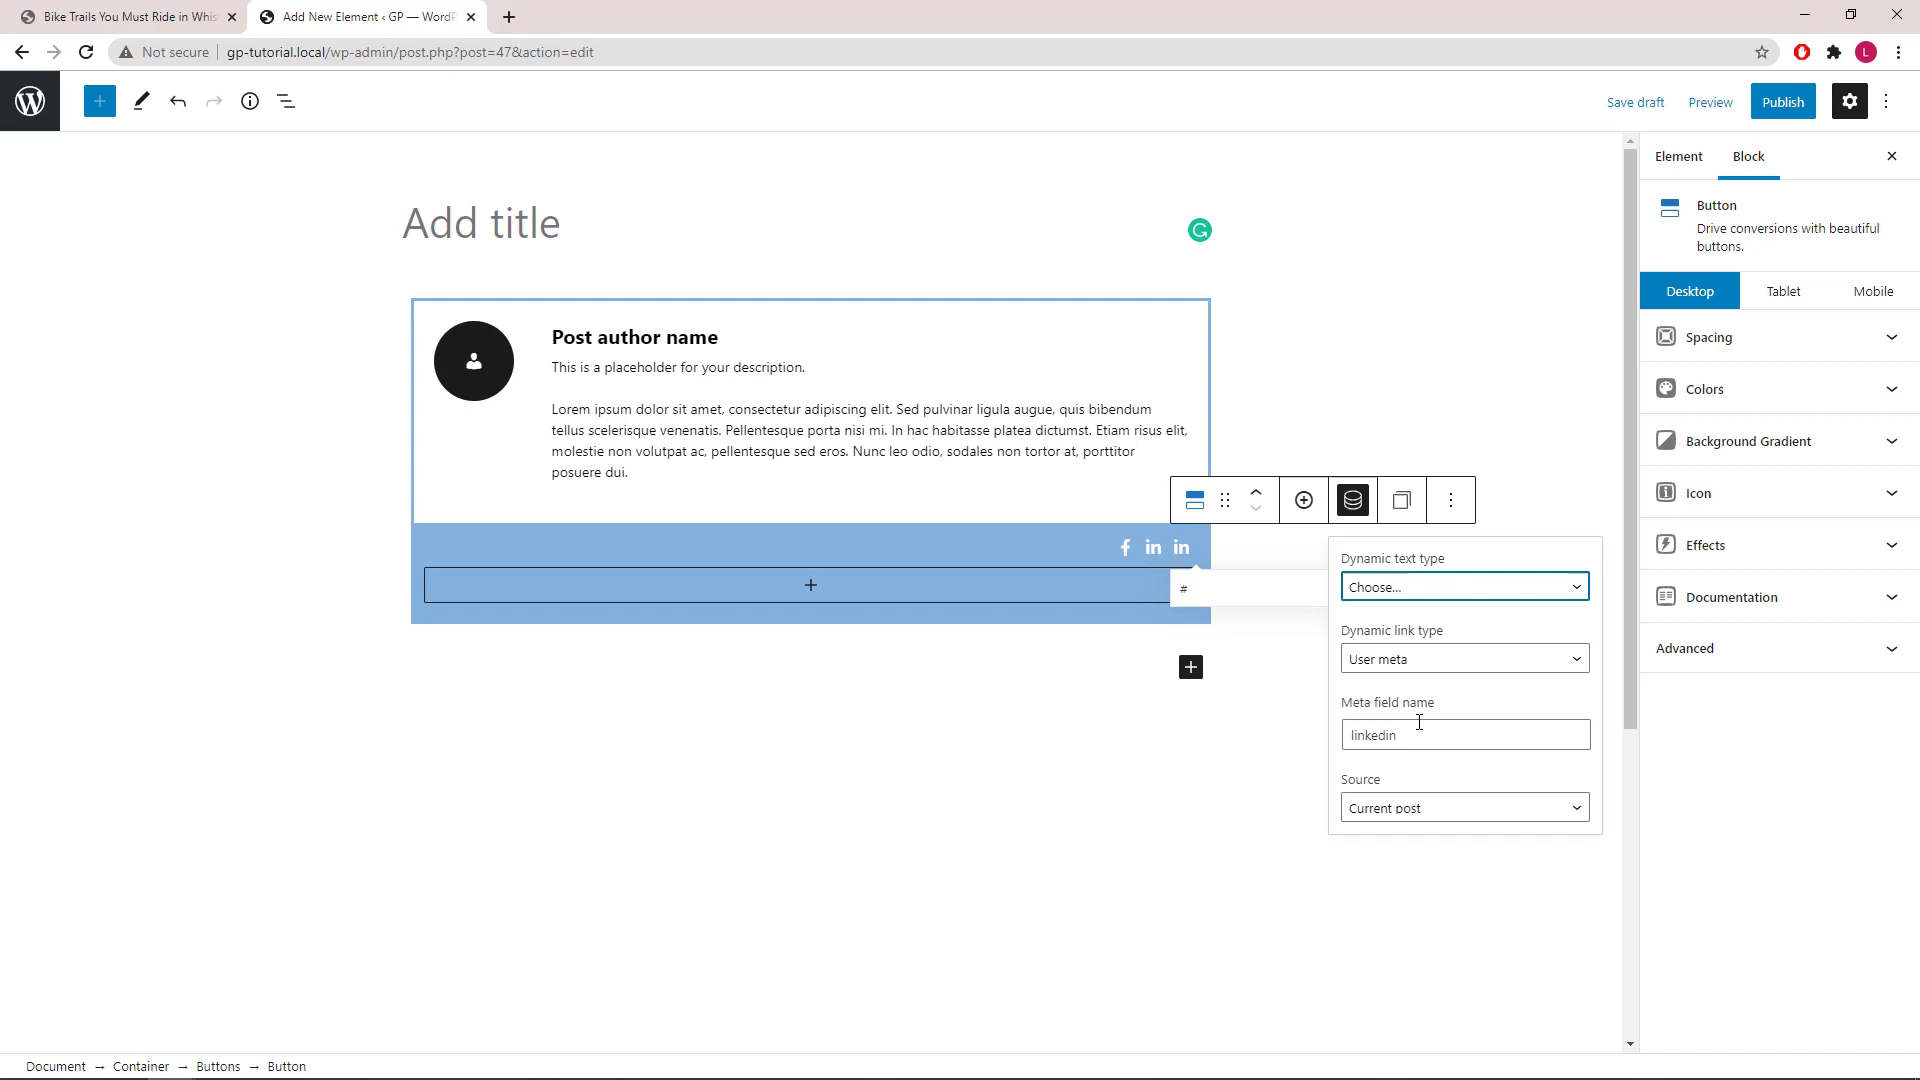 Bike Trails You Must Ride in Whis
Add New Element ‹ GP — WordP
Not secure
gp-tutorial.local/wp-admin/post.php?post=47&action=edit
L
Save draft
Preview
Publish
Element
Block
Add title
Button
Drive conversions with beautiful
buttons.
Desktop
Tablet
Mobile
Post author name
This is a placeholder for your description.
Lorem ipsum dolor sit amet, consectetur adipiscing elit. Sed pulvinar ligula augue, quis bibendum
tellus scelerisque venenatis. Pellentesque porta nisi mi. In hac habitasse platea dictumst. Etiam risus elit,
molestie non volutpat ac, pellentesque sed eros. Nunc leo odio, sodales non tortor at, porttitor
posuere dui.
Spacing
Colors
Background Gradient
Icon
Effects
Documentation
Advanced
f in in
#
Dynamic text type
Choose...
Dynamic link type
User meta
Meta field name
linkedin
Source
Current post
Document → Container → Buttons → Button